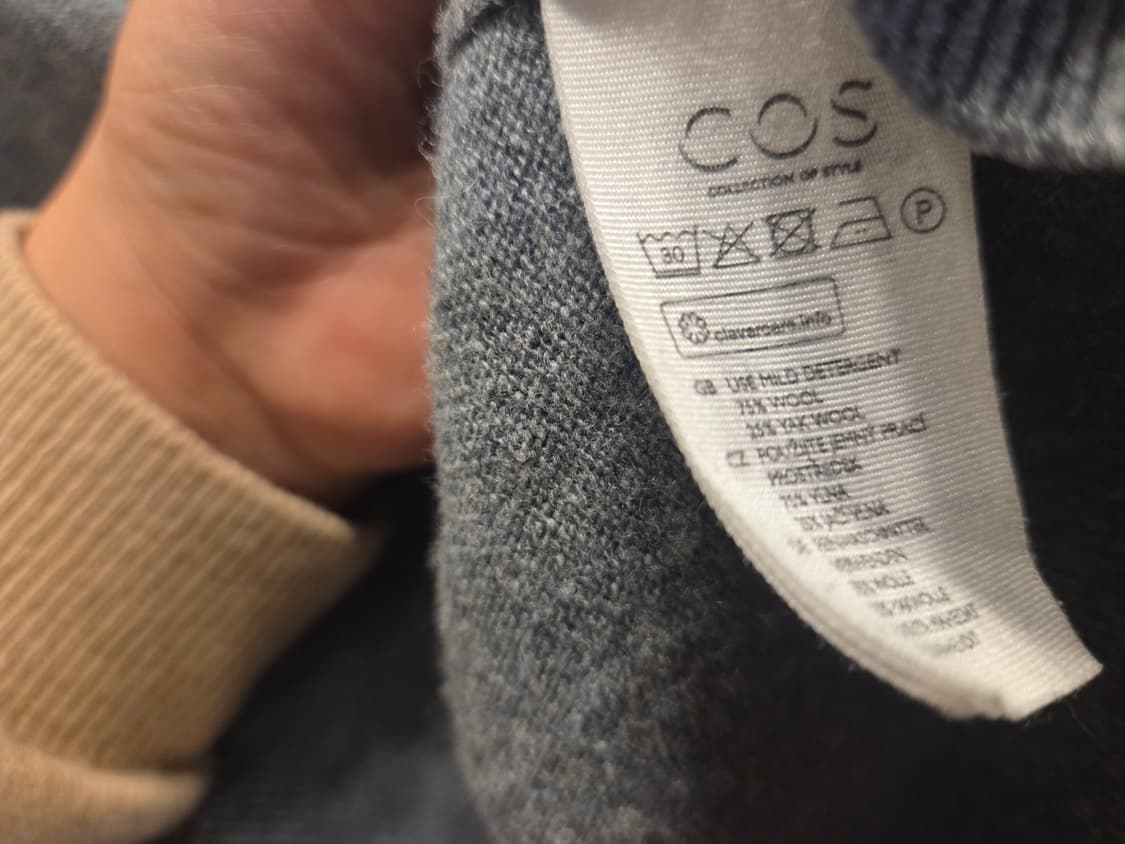 COS
COLLECTION OF STYLE
30
P
clevercare.info
GB USE MILD DETERGENT
75% WOOL
25% YAK WOOL
CZ POUŽIJTE JEMNÝ PRACÍ
PROSTŘEDEK
75% VLNA
25% JAČÍ VLNA